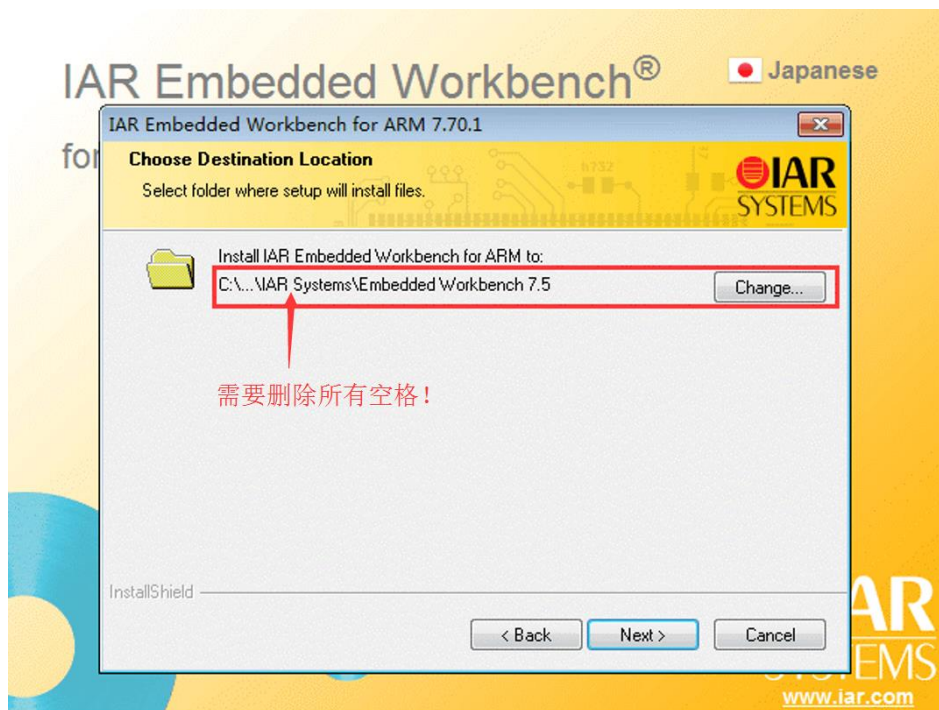 IAR Embedded Workbench®
Japanese
IAR Embedded Workbench for ARM 7.70.1
for
Choose Destination Location
Select folder where setup will install files.
IAR
SYSTEMS
Install IAR Embedded Workbench for ARM to:
C:\...\IAR Systems\Embedded Workbench 7.5
Change...
需要删除所有空格！
InstallShield
< Back
Next >
Cancel
AR
EMS
www.iar.com